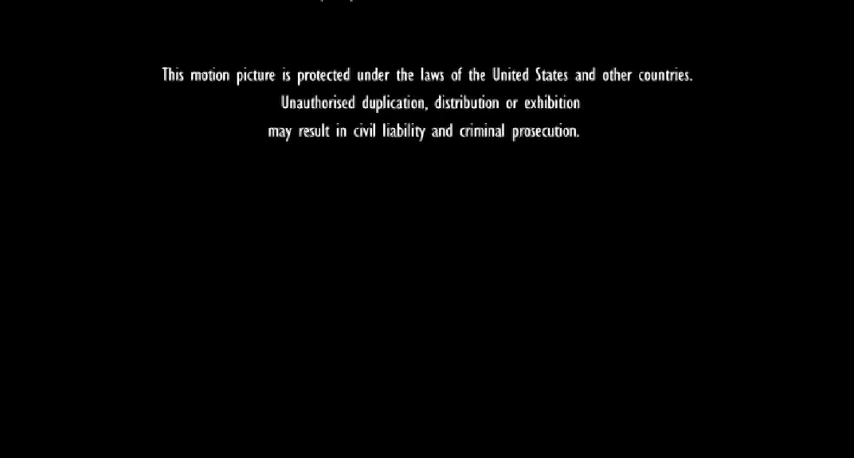 This motion picture is protected under the laws of the United States and other countries.
Unauthorised duplication, distribution or exhibition
may result in civil liability and criminal prosecution.